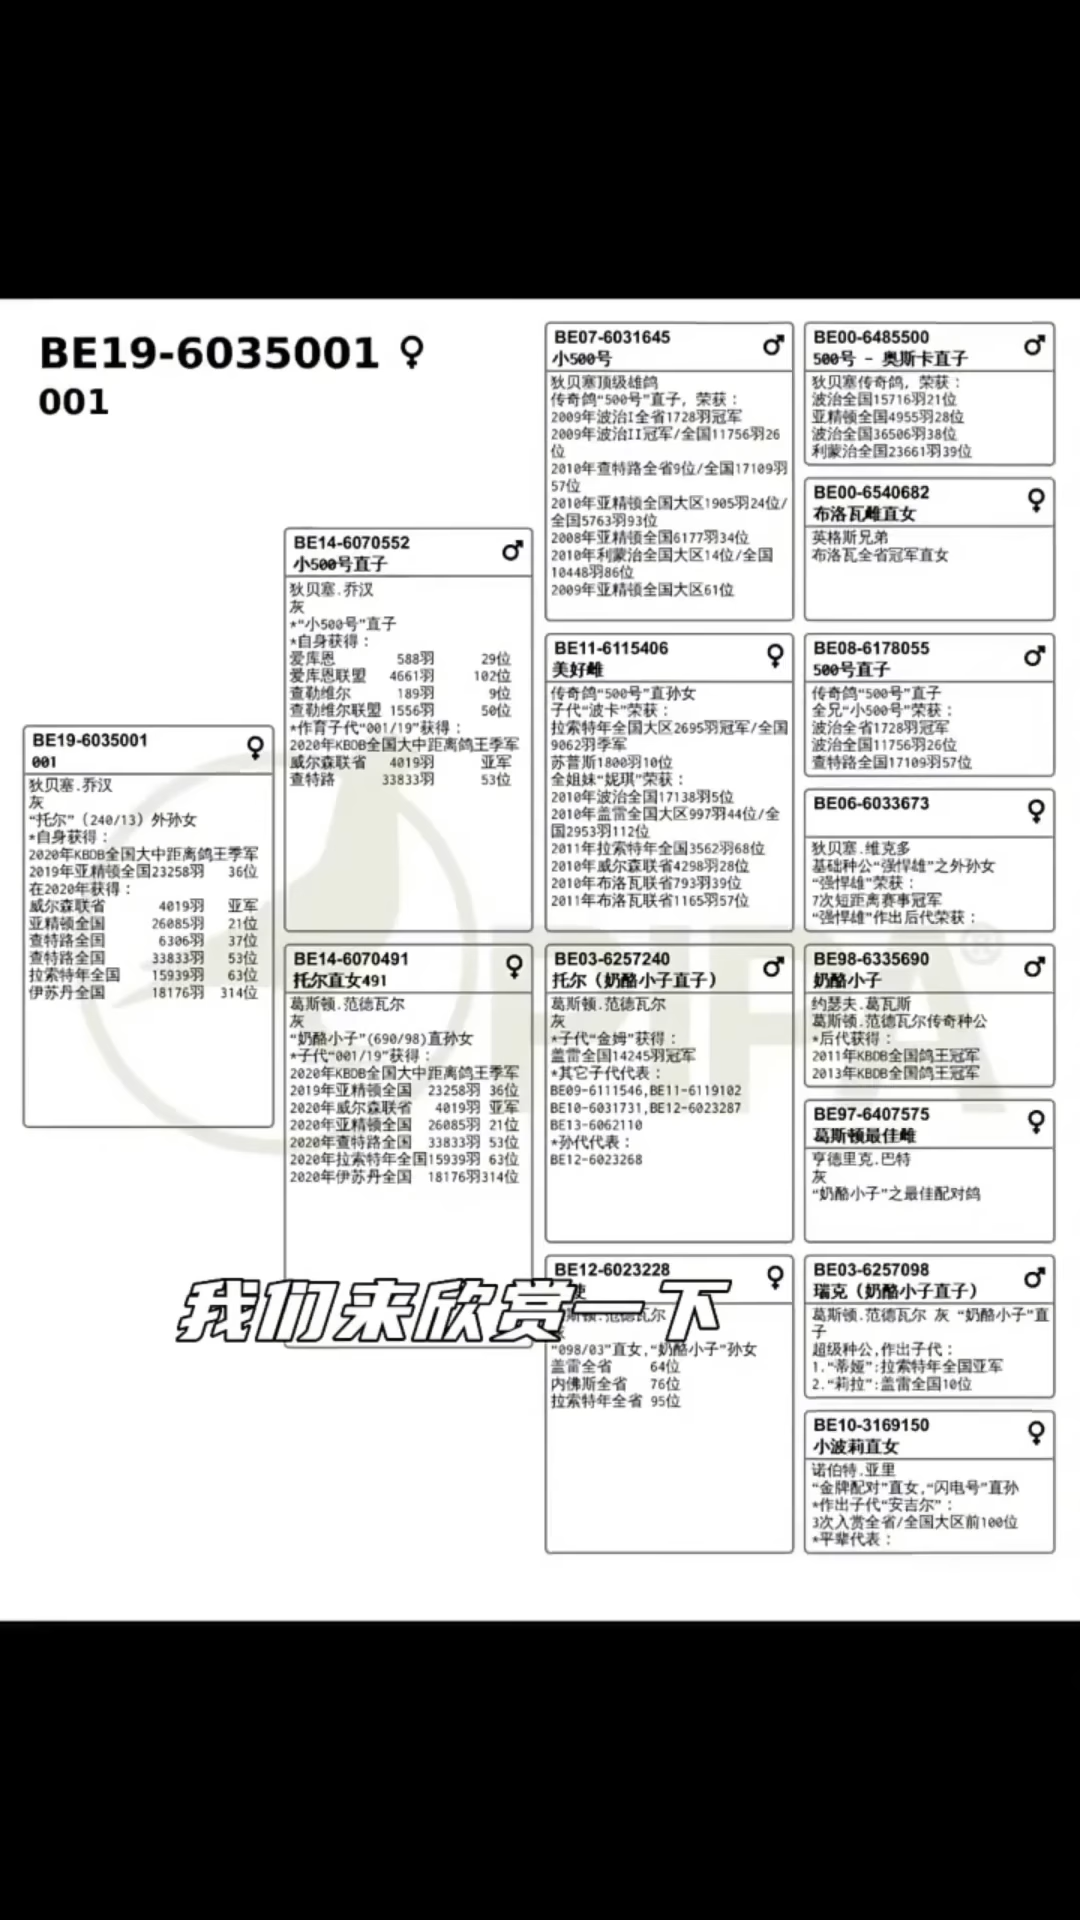 BE19-6035001 ♀
001
BE19-6035001 ♀
001
狄贝塞.乔汉
灰
“托尔”（240/13）外孙女
*自身获得：
2020年KBDB全国大中距离鸽王季军
2019年亚精顿全国23258羽 36位
在2020年获得：
威尔森联省 4019羽 亚军
亚精顿全国 26085羽 21位
查特路全国 6306羽 37位
查特路全国 33833羽 53位
拉索特年全国 15939羽 63位
伊苏丹全国 18176羽 314位
BE14-6070552 ♂
小500号直子
狄贝塞.乔汉
灰
*“小500号”直子
*自身获得：
爱库恩 588羽 29位
爱库恩联盟 4661羽 102位
查勒维尔 189羽 9位
查勒维尔联盟 1556羽 50位
*作育子代“001/19”获得：
2020年KBDB全国大中距离鸽王季军
威尔森联省 4019羽 亚军
查特路 33833羽 53位
BE14-6070491 ♀
托尔直女491
葛斯顿.范德瓦尔
灰
“奶酪小子”(690/98)直孙女
*子代“001/19”获得：
2020年KBDB全国大中距离鸽王季军
2019年亚精顿全国 23258羽 36位
2020年威尔森联省 4019羽 亚军
2020年亚精顿全国 26085羽 21位
2020年查特路全国 33833羽 53位
2020年拉索特年全国15939羽 63位
2020年伊苏丹全国 18176羽314位
BE07-6031645 ♂
小500号
狄贝塞顶级雄鸽
传奇鸽“500号”直子，荣获：
2009年波治I全省1728羽冠军
2009年波治II冠军/全国11756羽26
位
2010年查特路全省9位/全国17109羽
57位
2010年亚精顿全国大区1905羽24位/
全国5763羽93位
2008年亚精顿全国6177羽34位
2010年利蒙治全国大区14位/全国
10448羽86位
2009年亚精顿全国大区61位
BE11-6115406 ♀
美好雌
传奇鸽“500号”直孙女
子代“波卡”荣获：
拉索特年全国大区2695羽冠军/全国
9062羽季军
苏普斯1800羽10位
全姐妹“妮琪”荣获：
2010年波治全国17138羽5位
2010年盖雷全国大区997羽44位/全
国2953羽112位
2011年拉索特年全国3562羽68位
2010年威尔森联省4298羽28位
2010年布洛瓦联省793羽39位
2011年布洛瓦联省1165羽57位
BE03-6257240 ♂
托尔（奶酪小子直子）
葛斯顿.范德瓦尔
灰
*子代“金姆”获得：
盖雷全国14245羽冠军
*其它子代代表：
BE09-6111546,BE11-6119102
BE10-6031731,BE12-6023287
BE13-6062110
*孙代代表：
BE12-6023268
BE12-6023228 ♀
使
斯顿.范德瓦尔
“098/03”直女,“奶酪小子”孙女
盖雷全省 64位
内佛斯全省 76位
拉索特年全省 95位
BE00-6485500 ♂
500号 - 奥斯卡直子
狄贝塞传奇鸽，荣获：
波治全国15716羽21位
亚精顿全国4955羽28位
波治全国36506羽38位
利蒙治全国23661羽39位
BE00-6540682 ♀
布洛瓦雌直女
英格斯兄弟
布洛瓦全省冠军直女
BE08-6178055 ♂
500号直子
传奇鸽“500号”直子
全兄“小500号”荣获：
波治全省1728羽冠军
波治全国11756羽26位
查特路全国17109羽57位
BE06-6033673 ♀
狄贝塞.维克多
基础种公“强悍雄”之外孙女
“强悍雄”荣获：
7次短距离赛事冠军
“强悍雄”作出后代荣获：
BE98-6335690 ♂
奶酪小子
约瑟夫.葛瓦斯
葛斯顿.范德瓦尔传奇种公
*后代获得：
2011年KBDB全国鸽王冠军
2013年KBDB全国鸽王冠军
BE97-6407575 ♀
葛斯顿最佳雌
亨德里克.巴特
灰
“奶酪小子”之最佳配对鸽
BE03-6257098 ♂
瑞克（奶酪小子直子）
葛斯顿.范德瓦尔 灰 “奶酪小子”直
子
超级种公,作出子代：
1.“蒂娅”:拉索特年全国亚军
2.“莉拉”:盖雷全国10位
BE10-3169150 ♀
小波莉直女
诺伯特.亚里
“金牌配对”直女,“闪电号”直孙
*作出子代“安吉尔”：
3次入赏全省/全国大区前100位
*平辈代表：
PIPA®
我们来欣赏一下